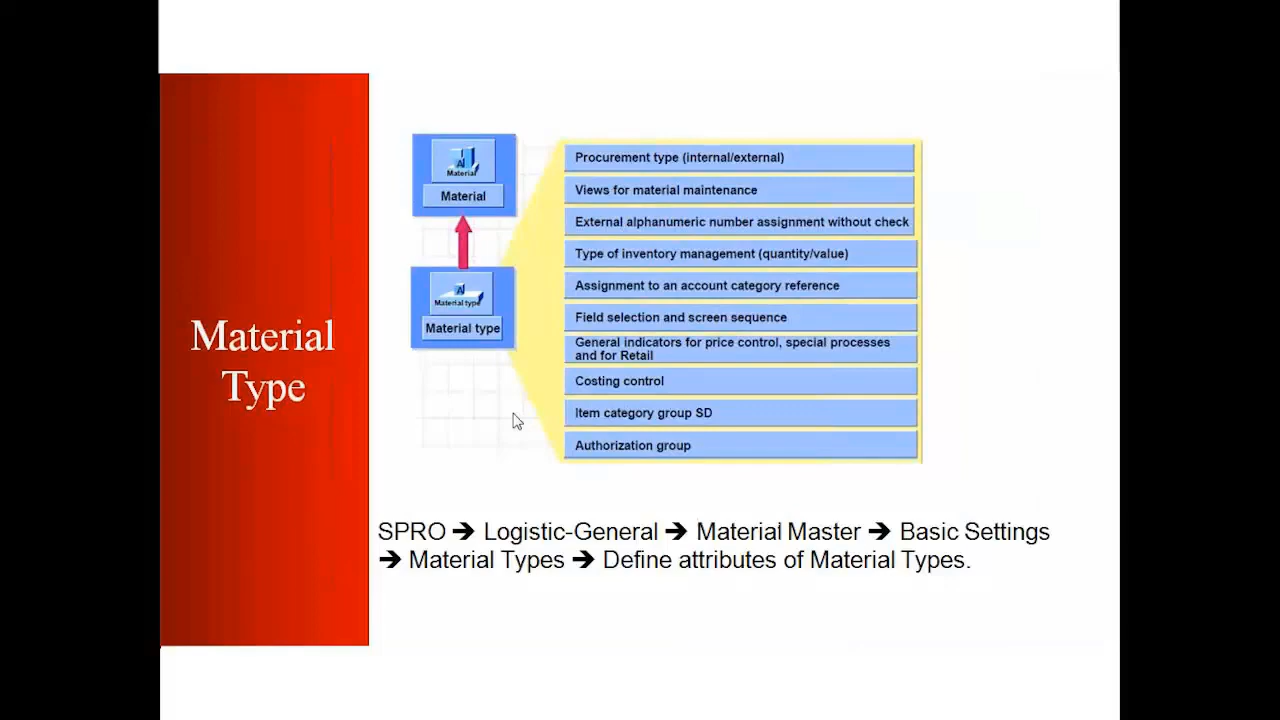 Material
Type
Material
Material
Material type
Material type
Procurement type (internal/external)
Views for material maintenance
External alphanumeric number assignment without check
Type of inventory management (quantity/value)
Assignment to an account category reference
Field selection and screen sequence
General indicators for price control, special processes
and for Retail
Costing control
Item category group SD
Authorization group
SPRO ➔ Logistic-General ➔ Material Master ➔ Basic Settings
➔ Material Types ➔ Define attributes of Material Types.